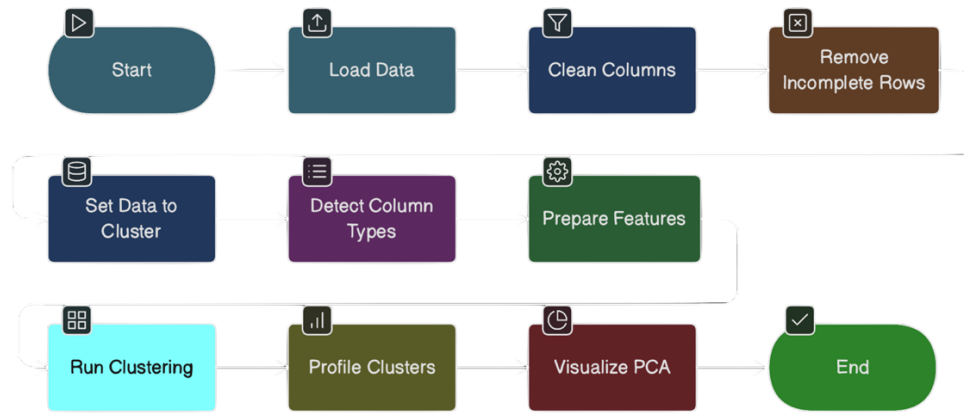 Start
Load Data
Clean Columns
Remove
Incomplete Rows
Set Data to
Cluster
Detect Column
Types
Prepare Features
Run Clustering
Profile Clusters
Visualize PCA
End